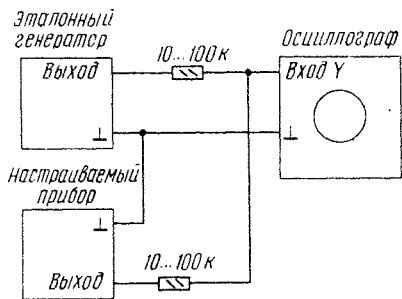 Эталонный
генератор
Выход
⊥
10...100 к
Осциллограф
Вход Y
⊥
Настраиваемый
прибор
⊥
Выход
10...100 к